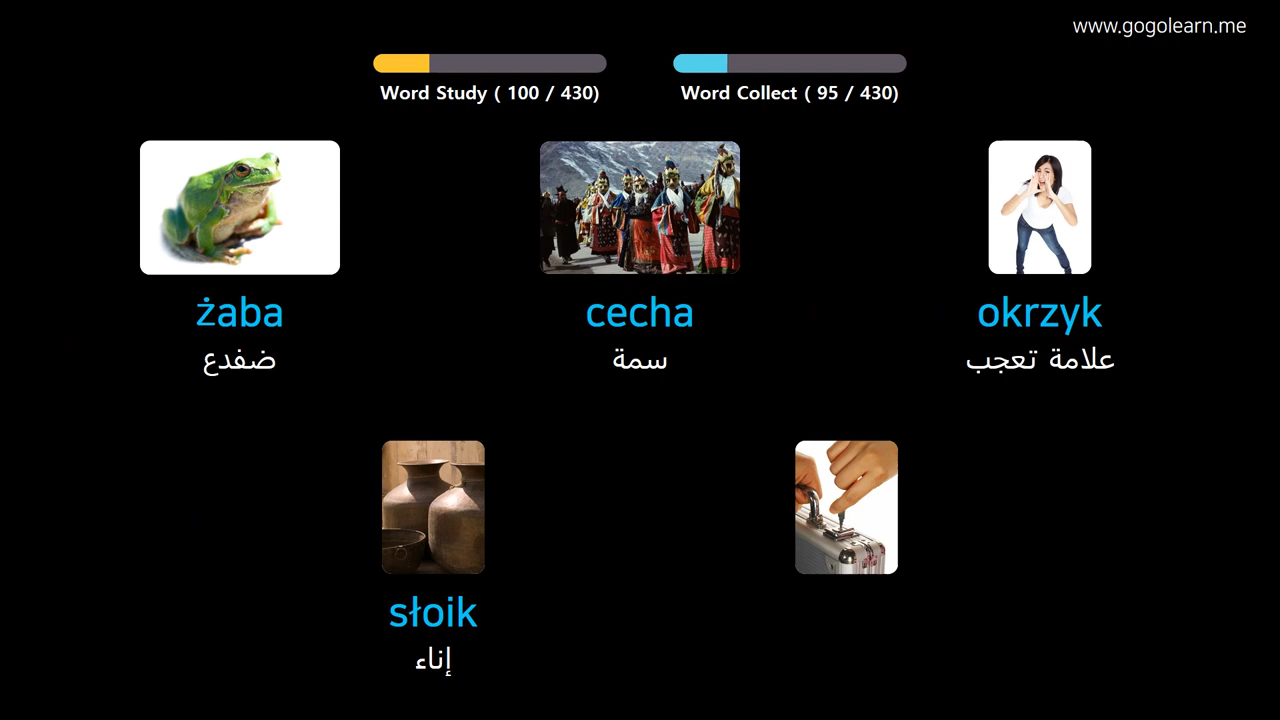 www.gogolearn.me
Word Study ( 100 / 430)
Word Collect ( 95 / 430)
żaba
cecha
okrzyk
ضفدع
سمة
علامة تعجب
słoik
إناء